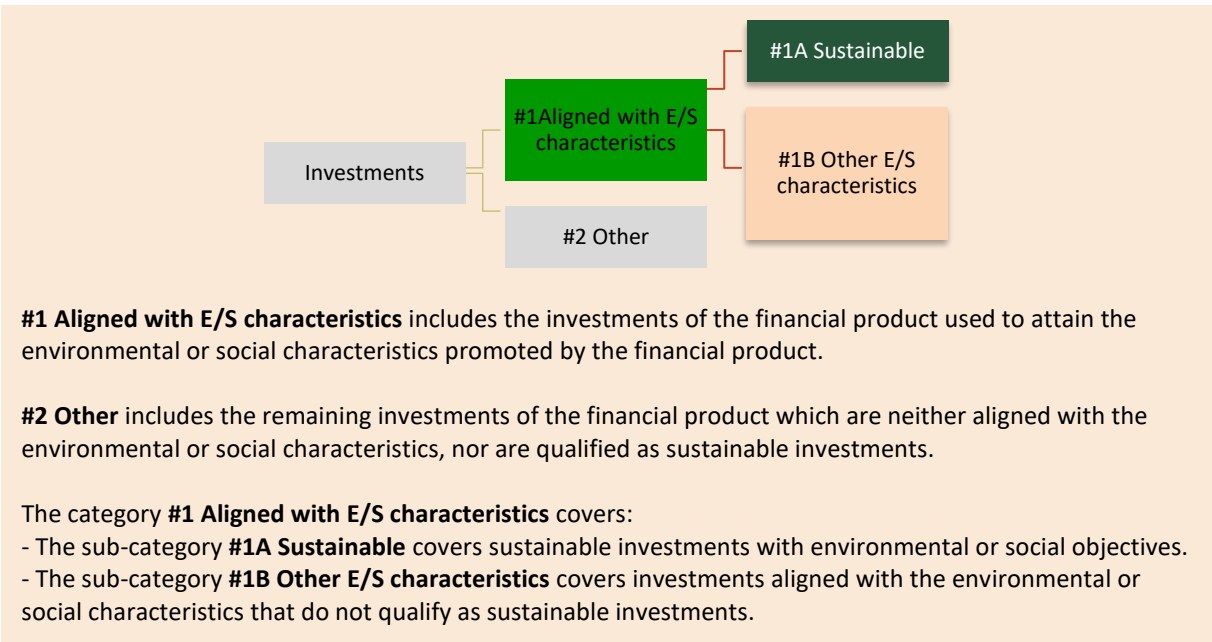 #1A Sustainable
#1Aligned with E/S
characteristics
#1B Other E/S
characteristics
Investments
#2 Other
#1 Aligned with E/S characteristics includes the investments of the financial product used to attain the
environmental or social characteristics promoted by the financial product.
#2 Other includes the remaining investments of the financial product which are neither aligned with the
environmental or social characteristics, nor are qualified as sustainable investments.
The category #1 Aligned with E/S characteristics covers:
- The sub-category #1A Sustainable covers sustainable investments with environmental or social objectives.
- The sub-category #1B Other E/S characteristics covers investments aligned with the environmental or
social characteristics that do not qualify as sustainable investments.